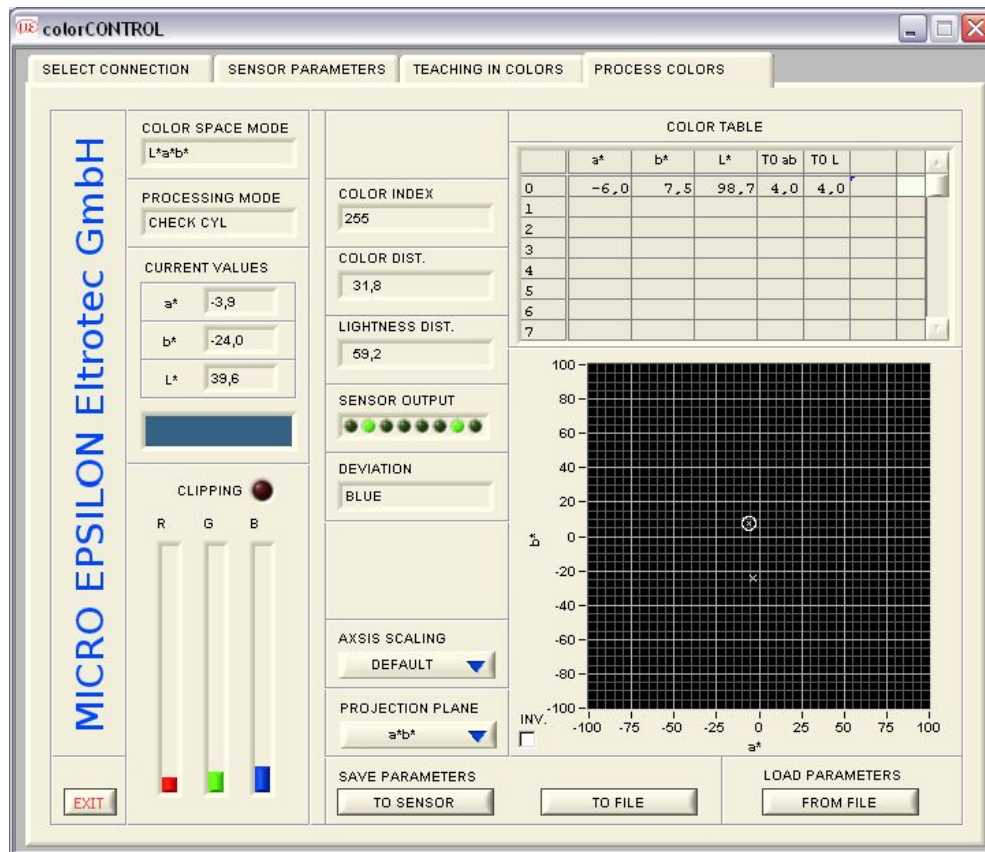 colorCONTROL
SELECT CONNECTION
SENSOR PARAMETERS
TEACHING IN COLORS
PROCESS COLORS
MICRO EPSILON Eltrotec GmbH
COLOR SPACE MODE
L*a*b*
PROCESSING MODE
CHECK CYL
CURRENT VALUES
a* -3,9
b* -24,0
L* 39,6
CLIPPING
R G B
EXIT
COLOR INDEX
255
COLOR DIST.
31,8
LIGHTNESS DIST.
59,2
SENSOR OUTPUT
DEVIATION
BLUE
AXSIS SCALING
DEFAULT
PROJECTION PLANE
a*b*
COLOR TABLE
a* b* L* TO ab TO L
0 -6,0 7,5 98,7 4,0 4,0
1
2
3
4
5
6
7
100
80
60
40
20
0
-20
-40
-60
-80
-100
b*
-100 -75 -50 -25 0 25 50 75 100
a*
INV.
SAVE PARAMETERS
TO SENSOR
TO FILE
LOAD PARAMETERS
FROM FILE